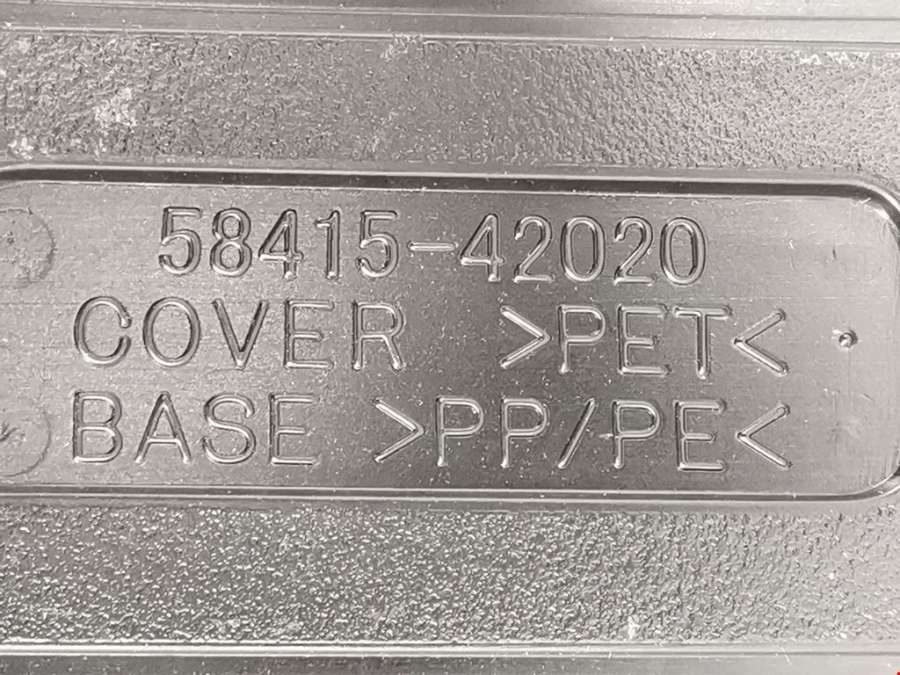 58415-42020
COVER >PET<
BASE >PP/PE<